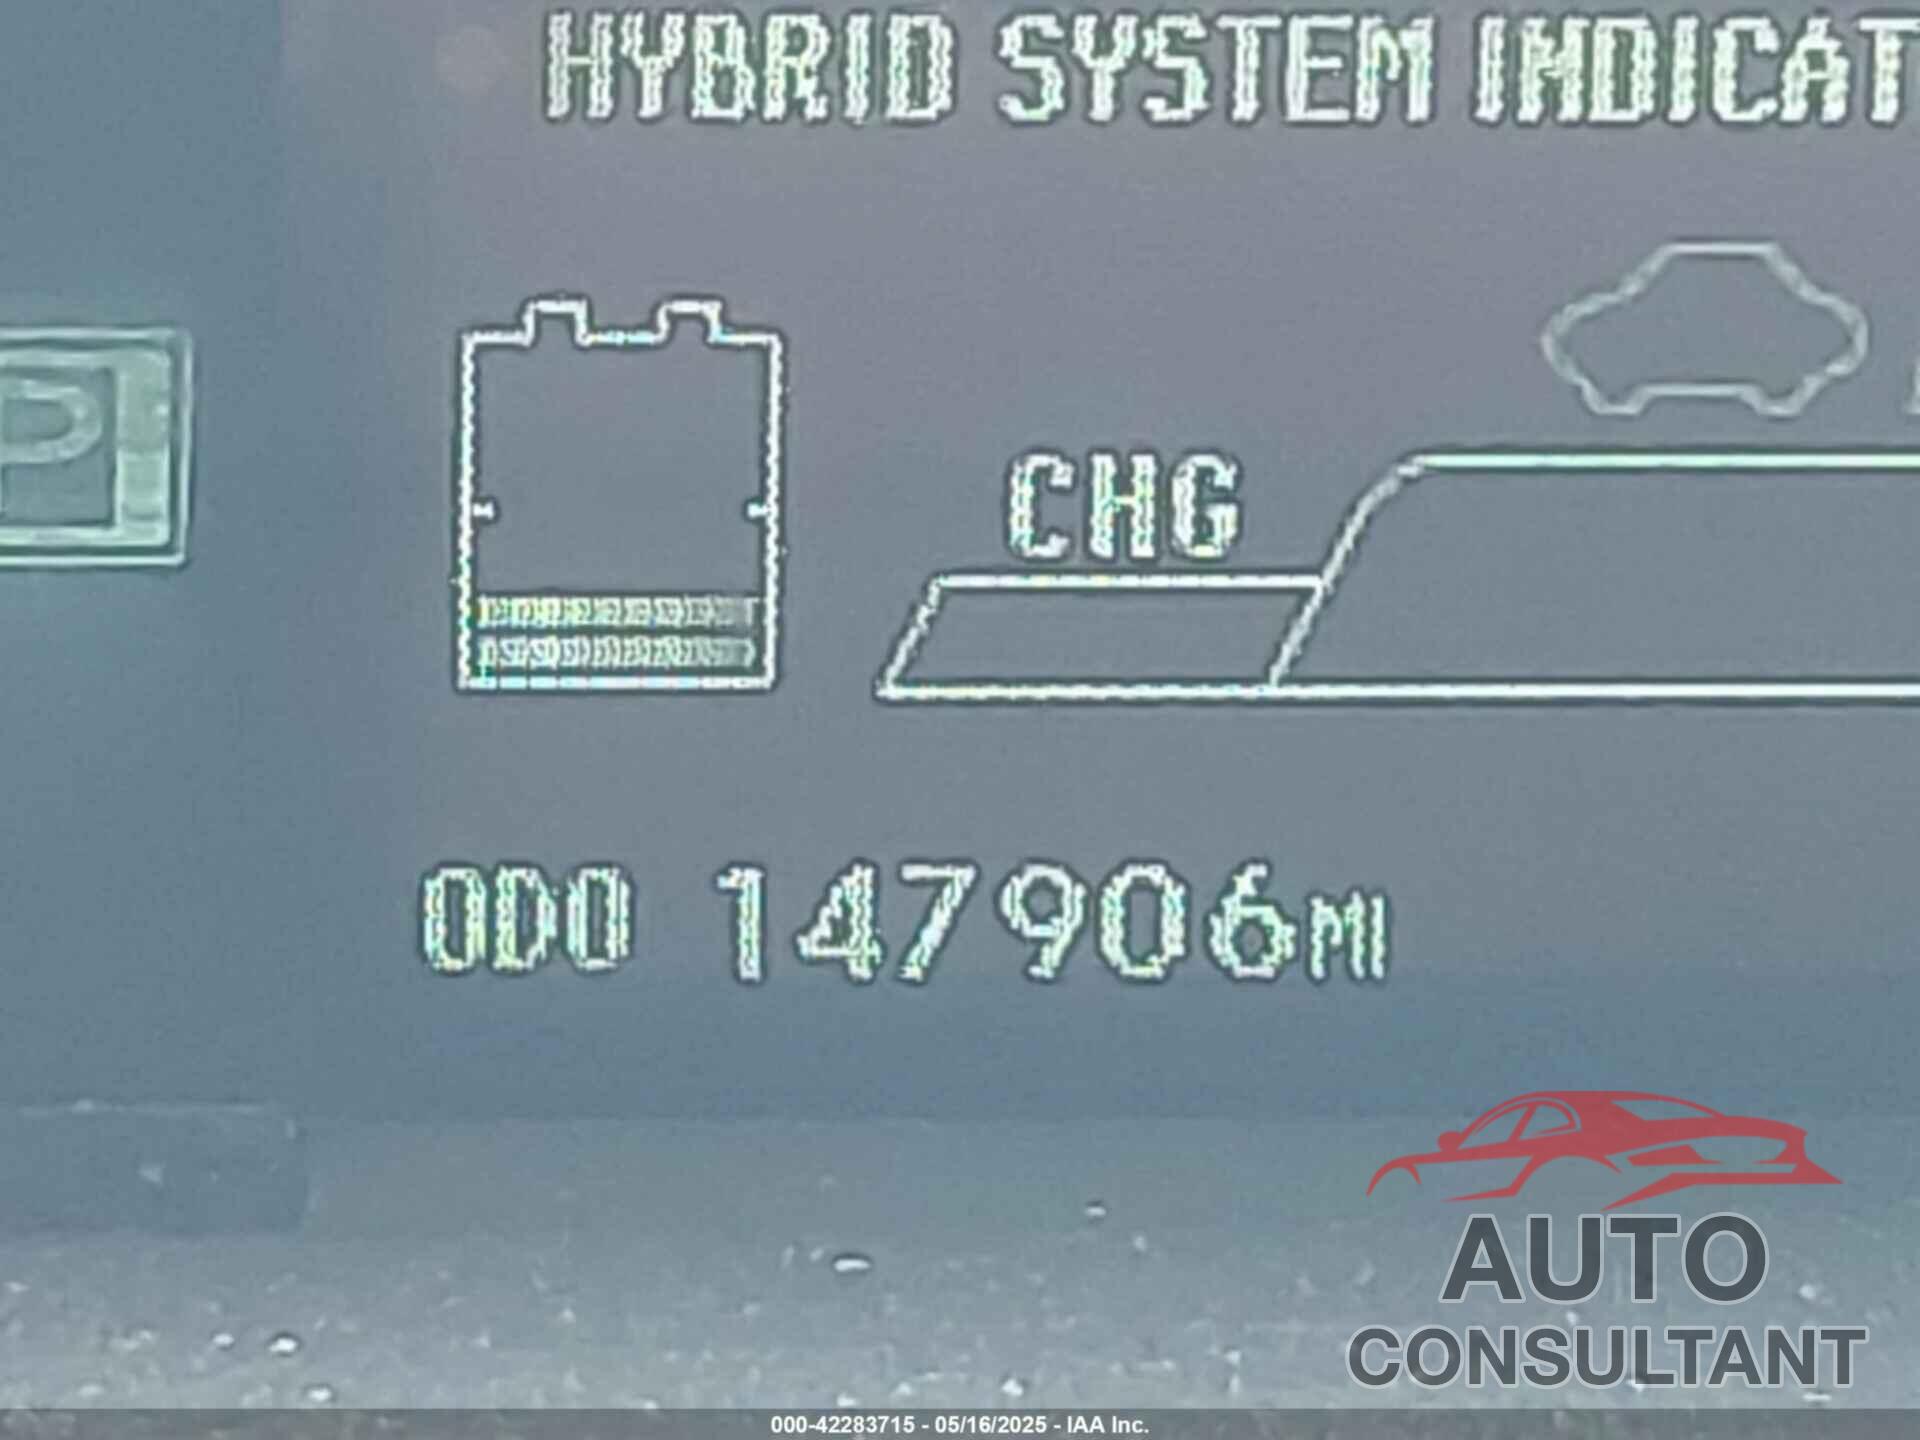 HYBRID SYSTEM INDICAT
P
CHG
ODO 147906MI
AUTO
CONSULTANT
000-42283715 - 05/16/2025 - IAA Inc.